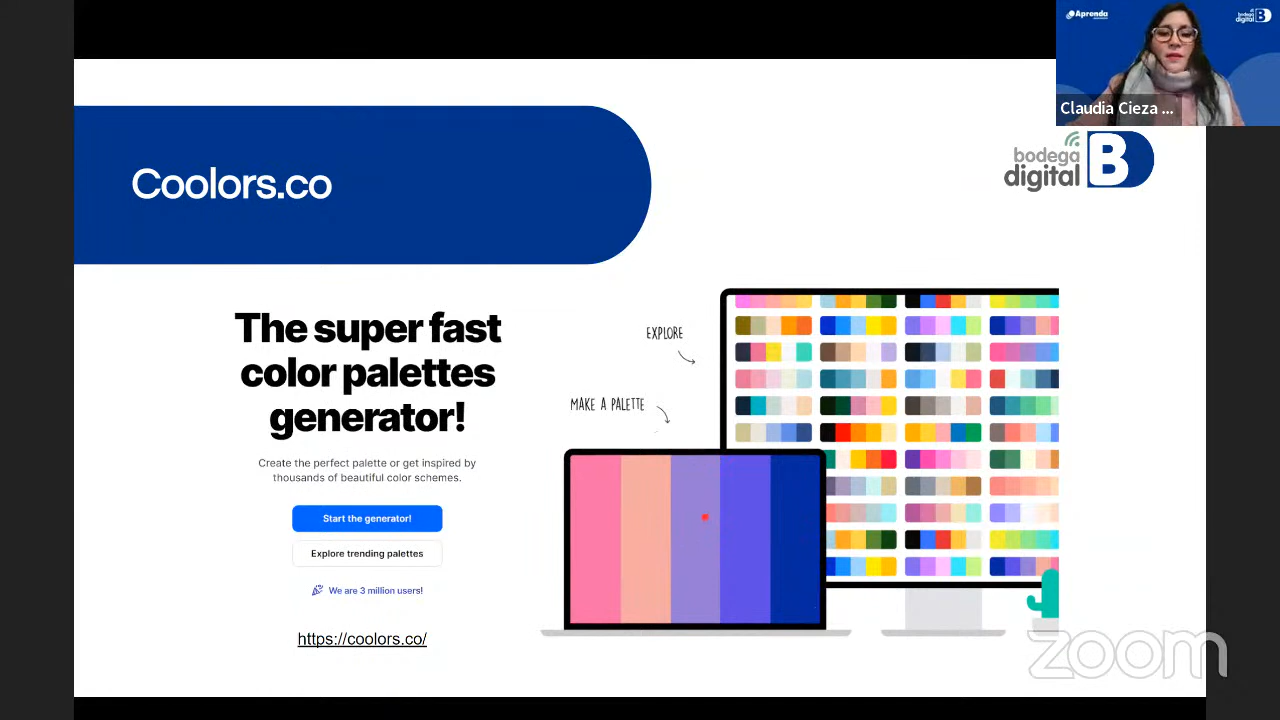 Aprenda
bodega
digital B
Claudia Cieza ...
Coolors.co
bodega
digital B
The super fast
color palettes
generator!
Create the perfect palette or get inspired by
thousands of beautiful color schemes.
Start the generator!
Explore trending palettes
We are 3 million users!
https://coolors.co/
EXPLORE
MAKE A PALETTE
zoom